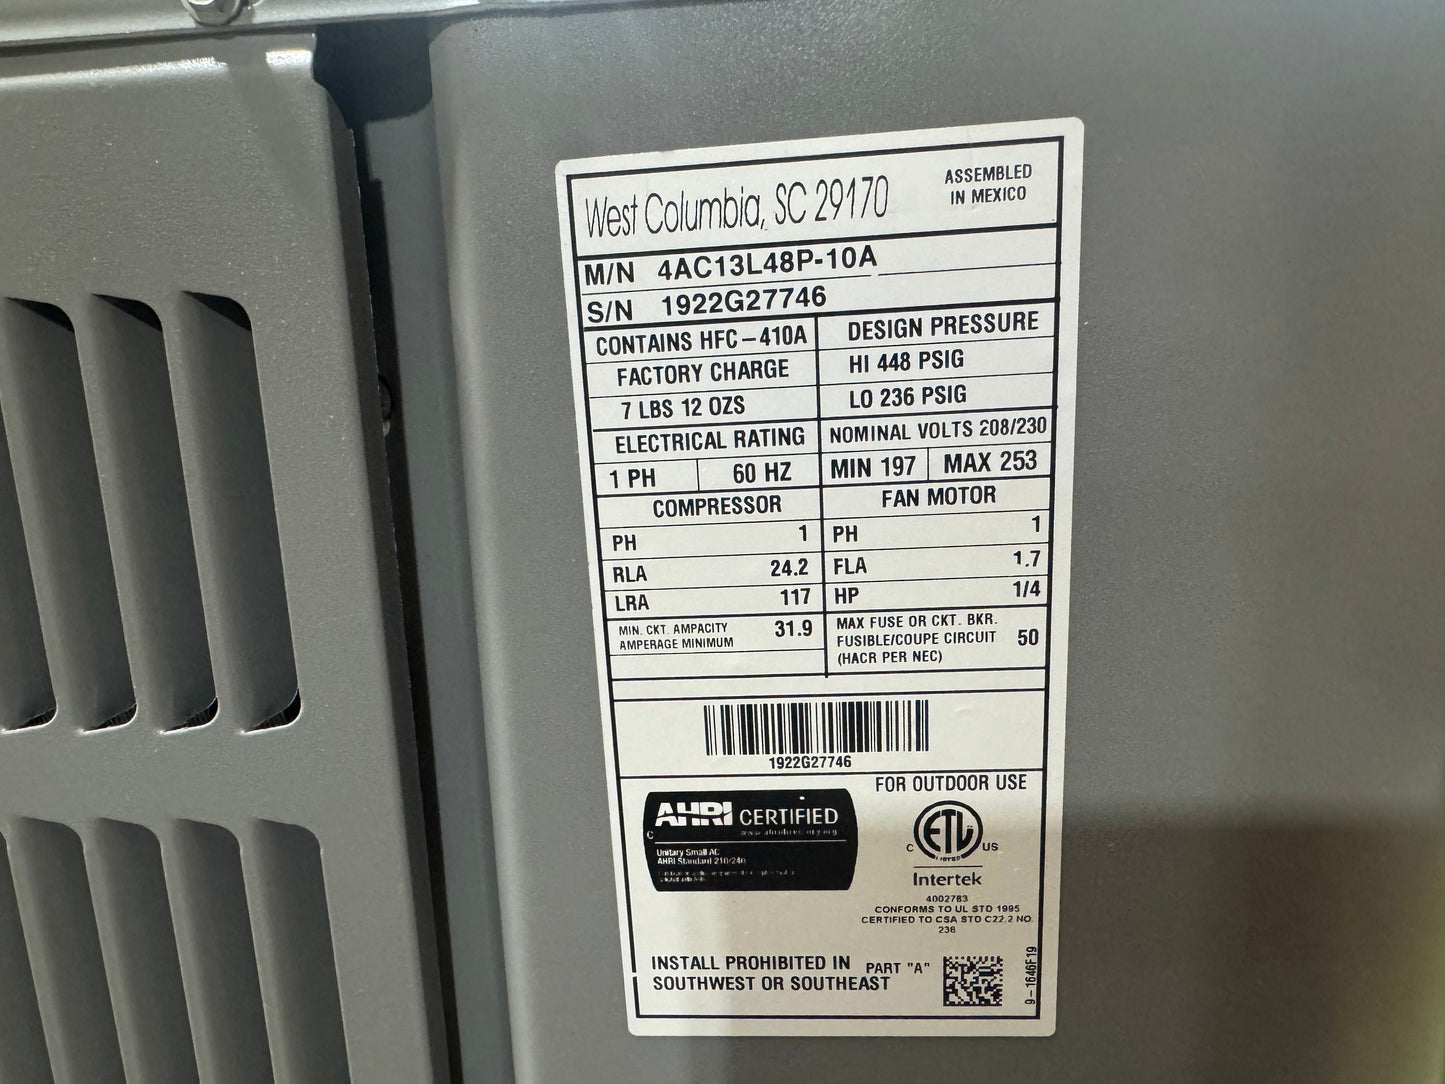 West Columbia, SC 29170
ASSEMBLED
IN MEXICO
M/N 4AC13L48P-10A
S/N 1922G27746
CONTAINS HFC-410A
FACTORY CHARGE
7 LBS 12 OZS
DESIGN PRESSURE
HI 448 PSIG
LO 236 PSIG
ELECTRICAL RATING
NOMINAL VOLTS 208/230
1 PH
60 HZ
MIN 197
MAX 253
COMPRESSOR
PH 1
RLA 24.2
LRA 117
MIN. CKT. AMPACITY
AMPERAGE MINIMUM
31.9
FAN MOTOR
PH 1
FLA 1.7
HP 1/4
MAX FUSE OR CKT. BKR.
FUSIBLE/COUPE CIRCUIT
(HACR PER NEC)
50
1922G27746
FOR OUTDOOR USE
AHRI CERTIFIED
C
Unitary Small AC
AHRI Standard 210/240
ETL
C US
Intertek
4002783
CONFORMS TO UL STD 1995
CERTIFIED TO CSA STD C22.2 NO.
236
INSTALL PROHIBITED IN
SOUTHWEST OR SOUTHEAST
PART "A"
9-1646F19